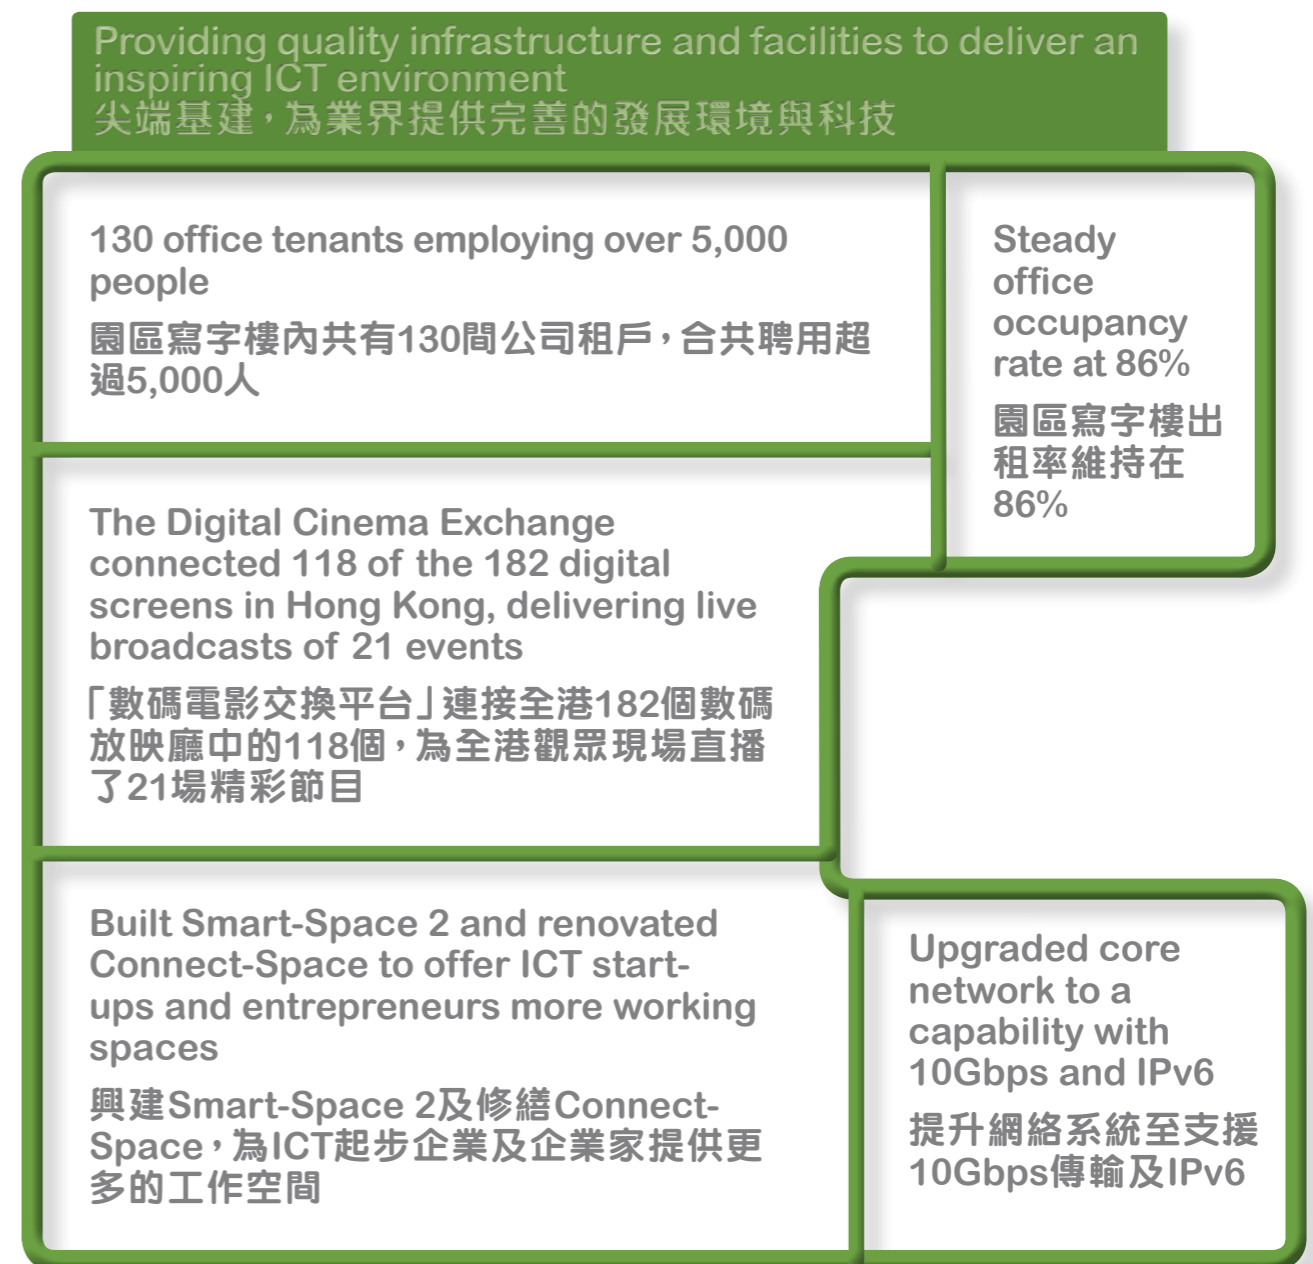 Providing quality infrastructure and facilities to deliver an
inspiring ICT environment
尖端基建，為業界提供完善的發展環境與科技
130 office tenants employing over 5,000
people
園區寫字樓內共有130間公司租戶，合共聘用超
過5,000人
Steady
office
occupancy
rate at 86%
園區寫字樓出
租率維持在
86%
The Digital Cinema Exchange
connected 118 of the 182 digital
screens in Hong Kong, delivering live
broadcasts of 21 events
「數碼電影交換平台」連接全港182個數碼
放映廳中的118個，為全港觀眾現場直播
了21場精彩節目
Built Smart-Space 2 and renovated
Connect-Space to offer ICT start-
ups and entrepreneurs more working
spaces
興建Smart-Space 2及修繕Connect-
Space，為ICT起步企業及企業家提供更
多的工作空間
Upgraded core
network to a
capability with
10Gbps and IPv6
提升網絡系統至支援
10Gbps傳輸及IPv6